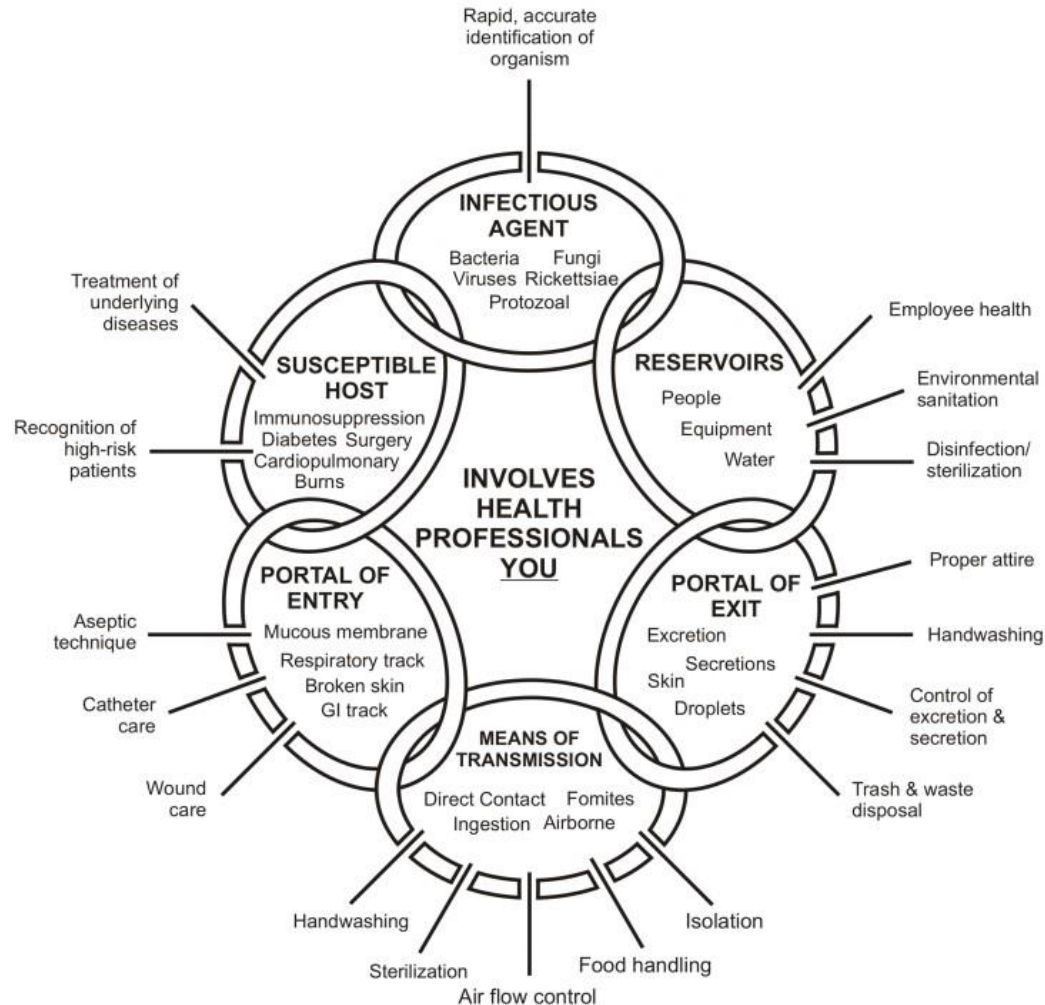 Rapid, accurate
identification of
organism
INFECTIOUS
AGENT
Bacteria Fungi
Viruses Rickettsiae
Protozoal
Treatment of
underlying
diseases
Recognition of
high-risk
patients
SUSCEPTIBLE
HOST
Immunosuppression
Diabetes Surgery
Cardiopulmonary
Burns
RESERVOIRS
People
Equipment
Water
Employee health
Environmental
sanitation
Disinfection/
sterilization
INVOLVES
HEALTH
PROFESSIONALS
YOU
PORTAL OF
ENTRY
Mucous membrane
Respiratory track
Broken skin
GI track
Aseptic
technique
Catheter
care
Wound
care
PORTAL OF
EXIT
Excretion
Secretions
Skin
Droplets
Proper attire
Handwashing
Control of
excretion &
secretion
Trash & waste
disposal
MEANS OF
TRANSMISSION
Direct Contact Fomites
Ingestion Airborne
Handwashing
Sterilization
Air flow control
Food handling
Isolation